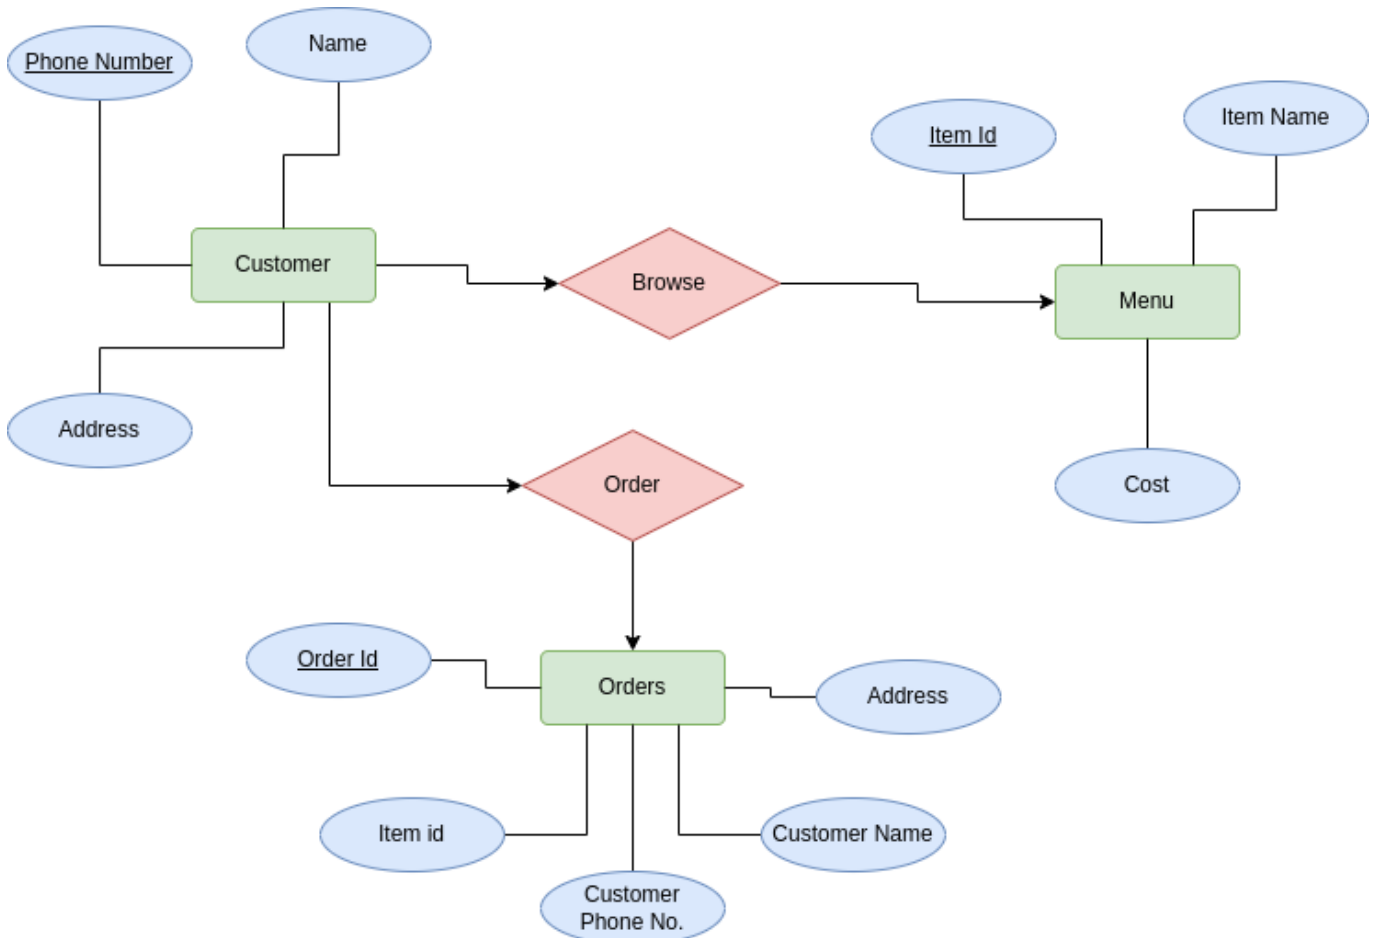 Phone Number
Name
Item Id
Item Name
Customer
Browse
Menu
Address
Order
Cost
Order Id
Orders
Address
Item id
Customer Name
Customer
Phone No.